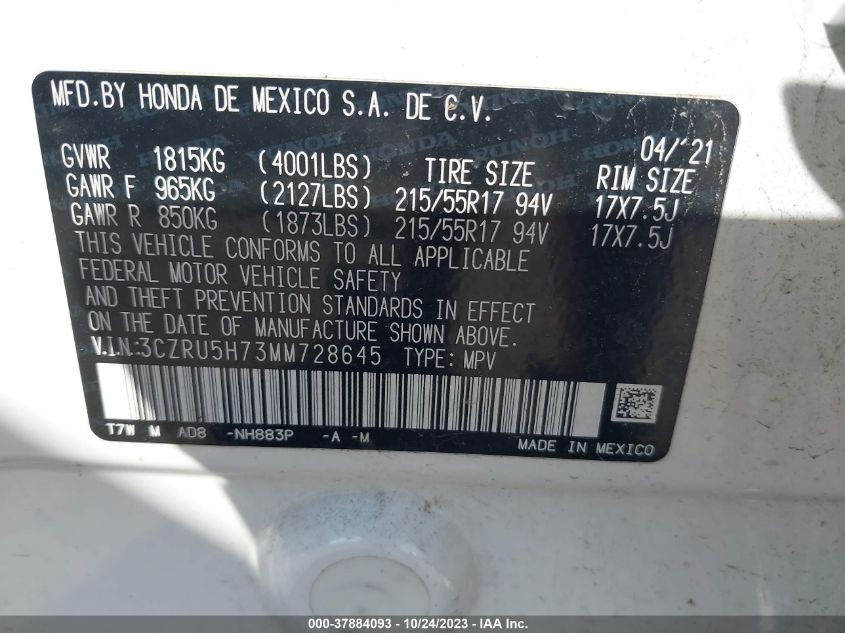 MFD.BY HONDA DE MEXICO S.A. DE C.V.
04/'21
GVWR 1815KG (4001LBS) TIRE SIZE RIM SIZE
GAWR F 965KG (2127LBS) 215/55R17 94V 17X7.5J
GAWR R 850KG (1873LBS) 215/55R17 94V 17X7.5J
THIS VEHICLE CONFORMS TO ALL APPLICABLE
FEDERAL MOTOR VEHICLE SAFETY
AND THEFT PREVENTION STANDARDS IN EFFECT
ON THE DATE OF MANUFACTURE SHOWN ABOVE.
V.I.N:3CZRU5H73MM728645 TYPE: MPV
T7W M AD8 -NH883P -A -M
MADE IN MEXICO
000-37884093 - 10/24/2023 - IAA, Inc.